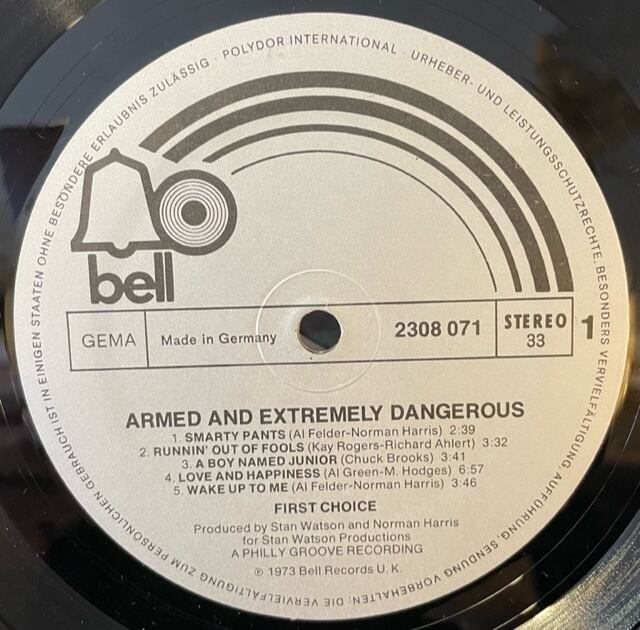 POLYDOR INTERNATIONAL · URHEBER- UND LEISTUNGSSCHUTZRECHTE, BESONDERS VERVIELFÄLTIGUNG, AUFFÜHRUNG, SENDUNG VORBEHALTEN; DIE VERVIELFÄLTIGUNG ZUM PERSÖNLICHEN GEBRAUCH IST IN EINIGEN STAATEN OHNE BESONDERE ERLAUBNIS ZULÄSSIG ·
bell
GEMA Made in Germany 2308 071 STEREO 1
33
ARMED AND EXTREMELY DANGEROUS
1. SMARTY PANTS (Al Felder-Norman Harris) 2:39
2. RUNNIN' OUT OF FOOLS (Kay Rogers-Richard Ahlert) 3:32
3. A BOY NAMED JUNIOR (Chuck Brooks) 3:41
4. LOVE AND HAPPINESS (Al Green-M. Hodges) 6:57
5. WAKE UP TO ME (Al Felder-Norman Harris) 3:46
FIRST CHOICE
Produced by Stan Watson and Norman Harris
for Stan Watson Productions
A PHILLY GROOVE RECORDING
℗ 1973 Bell Records U. K.